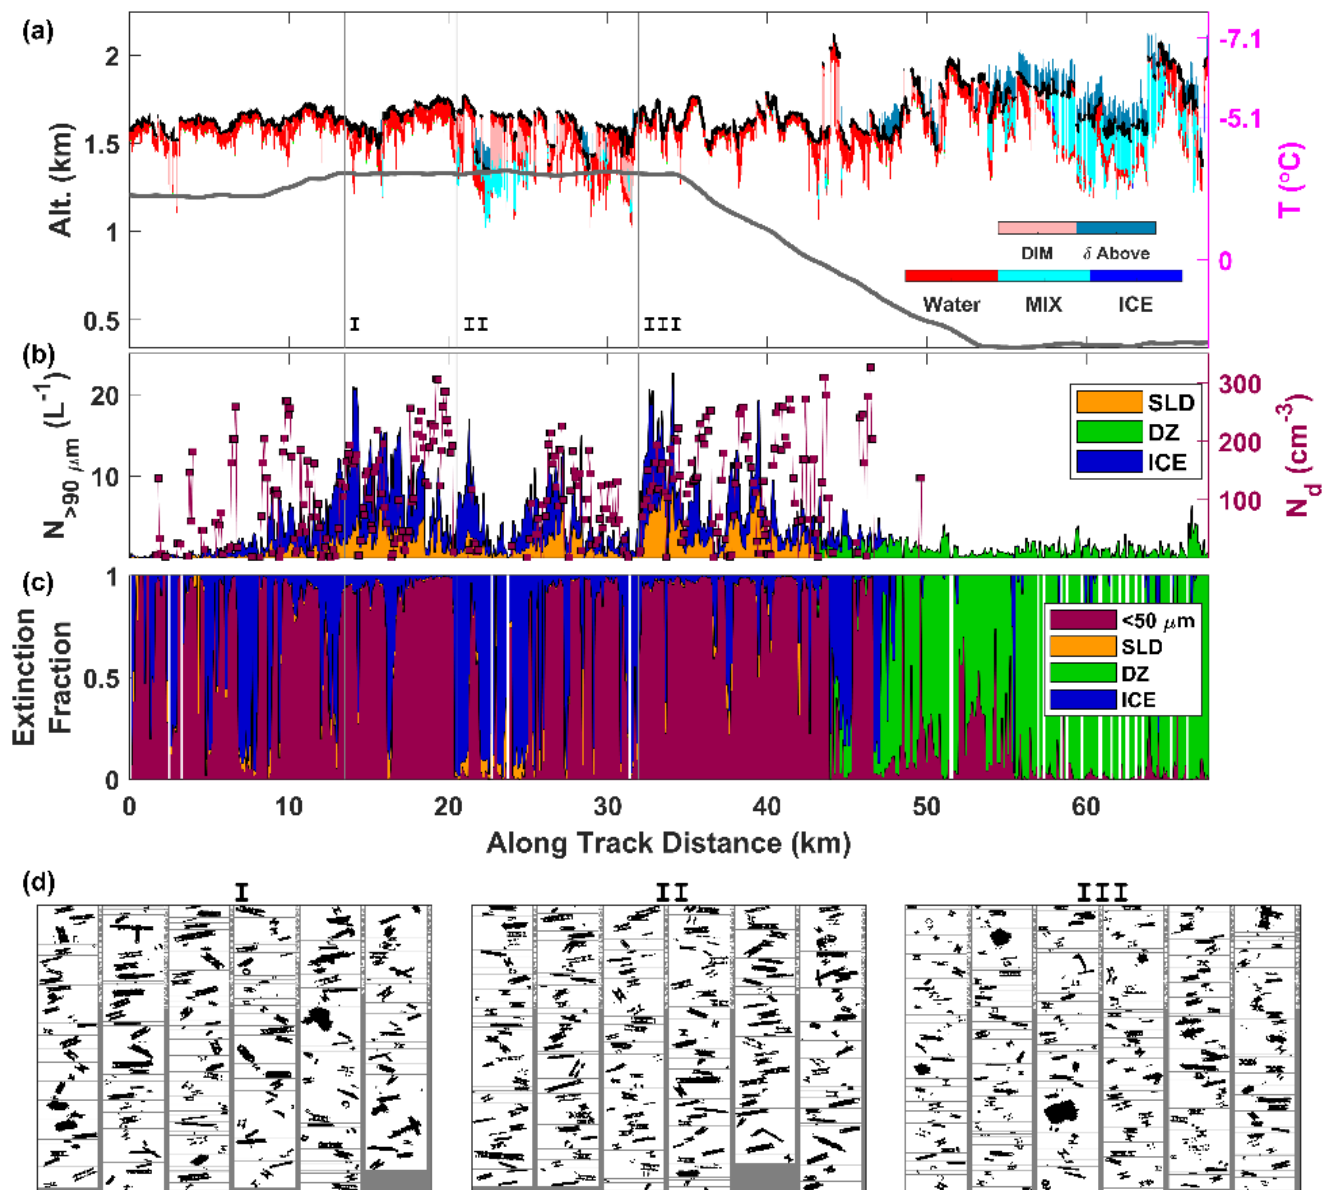 (a)
2
1.5
1
0.5
Alt. (km)
-7.1
-5.1
0
T (°C)
DIM δ Above
Water MIX ICE
I II III
(b)
20
10
N>90 μm (L-1)
SLD
DZ
ICE
300
200
100
Nd (cm-3)
(c)
1
0.5
0
Extinction
Fraction
<50 μm
SLD
DZ
ICE
0 10 20 30 40 50 60
Along Track Distance (km)
(d)
I II III